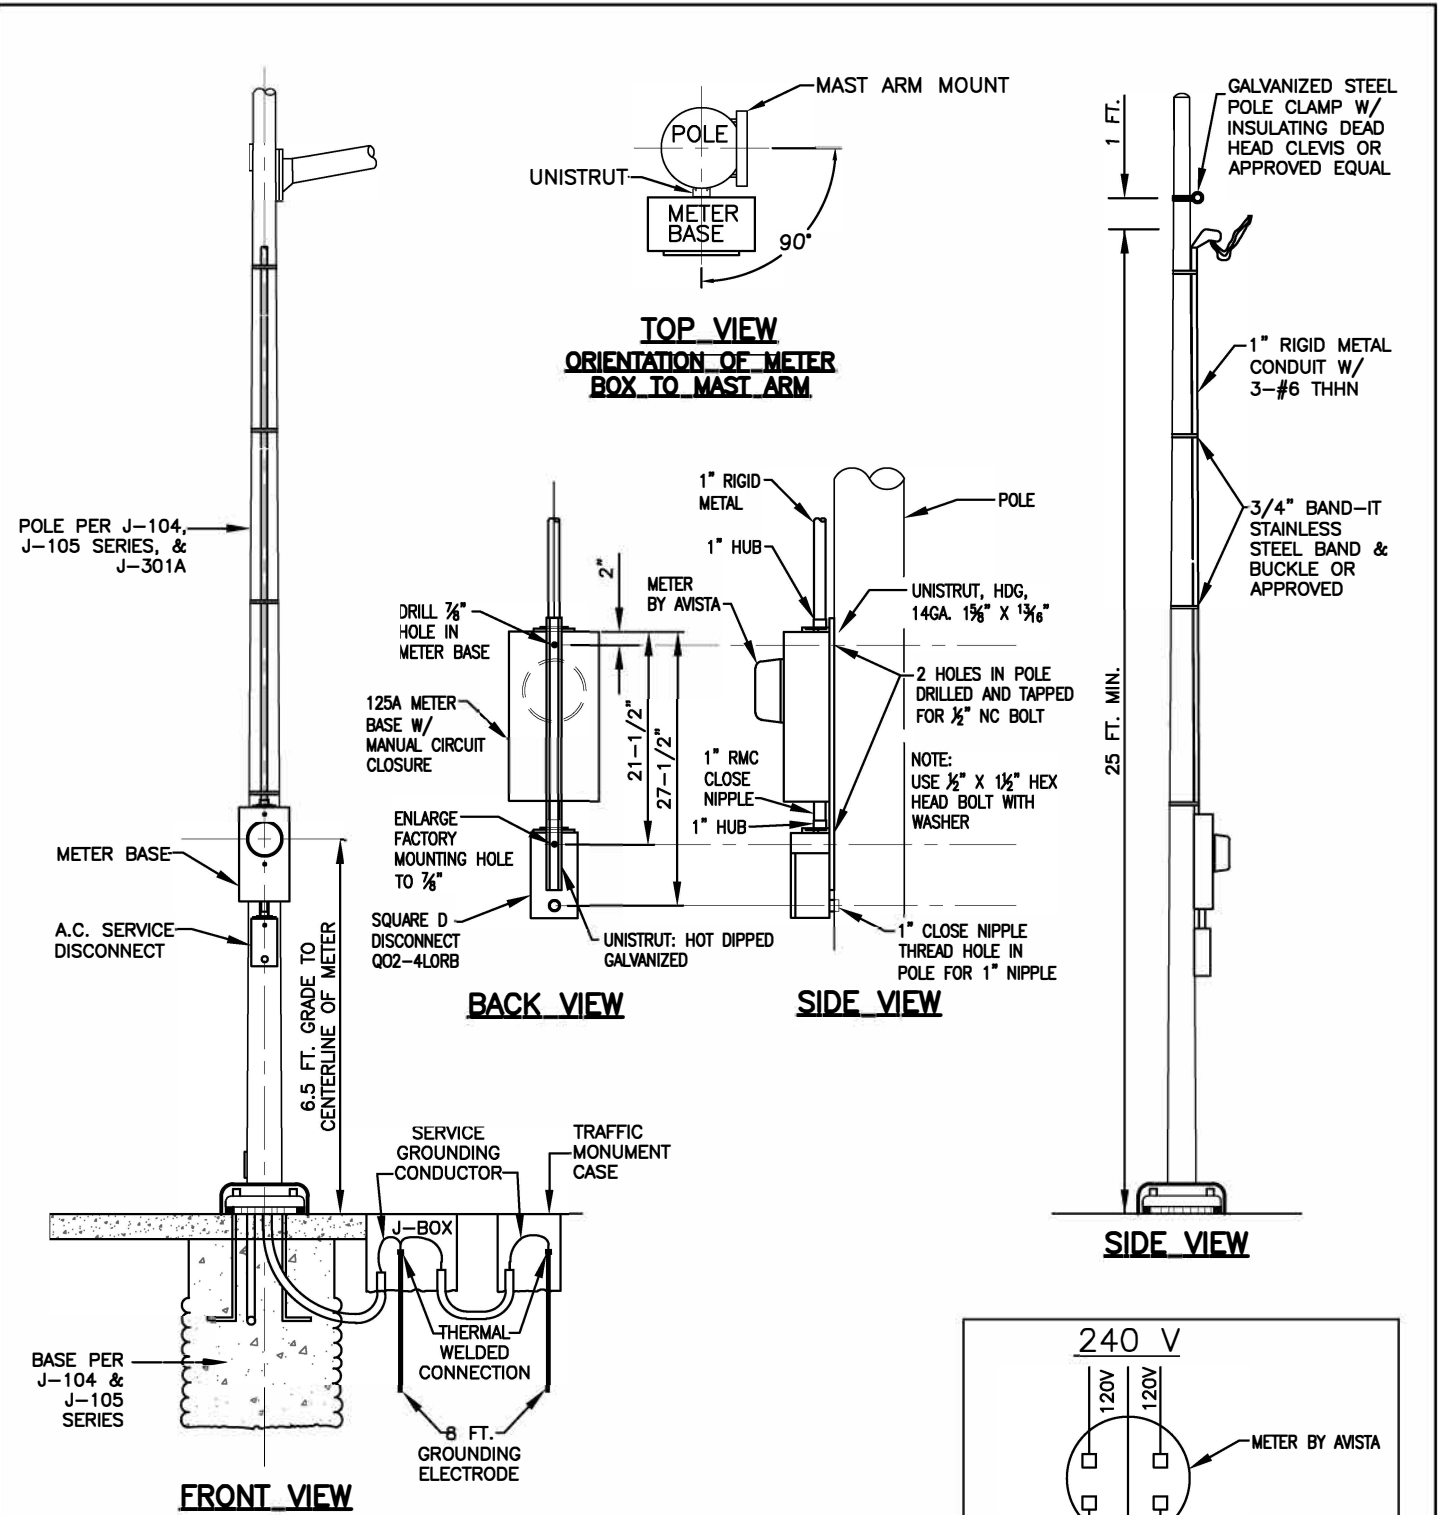 MAST ARM MOUNT
POLE
UNISTRUT
METER
BASE
90°
TOP VIEW
ORIENTATION OF METER
BOX TO MAST ARM
1 FT.
GALVANIZED STEEL
POLE CLAMP W/
INSULATING DEAD
HEAD CLEVIS OR
APPROVED EQUAL
1" RIGID METAL
CONDUIT W/
3-#6 THHN
3/4" BAND-IT
STAINLESS
STEEL BAND &
BUCKLE OR
APPROVED
25 FT. MIN.
SIDE VIEW
POLE PER J-104,
J-105 SERIES, &
J-301A
METER BASE
A.C. SERVICE
DISCONNECT
6.5 FT. GRADE TO
CENTERLINE OF METER
DRILL ⅞"
HOLE IN
METER BASE
125A METER
BASE W/
MANUAL CIRCUIT
CLOSURE
ENLARGE
FACTORY
MOUNTING HOLE
TO ⅞"
SQUARE D
DISCONNECT
QO2-4LORB
2"
21-1/2"
27-1/2"
UNISTRUT: HOT DIPPED
GALVANIZED
BACK VIEW
1" RIGID
METAL
1" HUB
METER
BY AVISTA
POLE
UNISTRUT, HDG,
14GA. 1⅝" X 13⁄16"
2 HOLES IN POLE
DRILLED AND TAPPED
FOR ½" NC BOLT
1" RMC
CLOSE
NIPPLE
1" HUB
NOTE:
USE ½" X 1½" HEX
HEAD BOLT WITH
WASHER
1" CLOSE NIPPLE
THREAD HOLE IN
POLE FOR 1" NIPPLE
SIDE VIEW
SERVICE
GROUNDING
CONDUCTOR
TRAFFIC
MONUMENT
CASE
J-BOX
THERMAL
WELDED
CONNECTION
BASE PER
J-104 &
J-105
SERIES
8 FT.
GROUNDING
ELECTRODE
FRONT VIEW
240 V
120V
120V
METER BY AVISTA